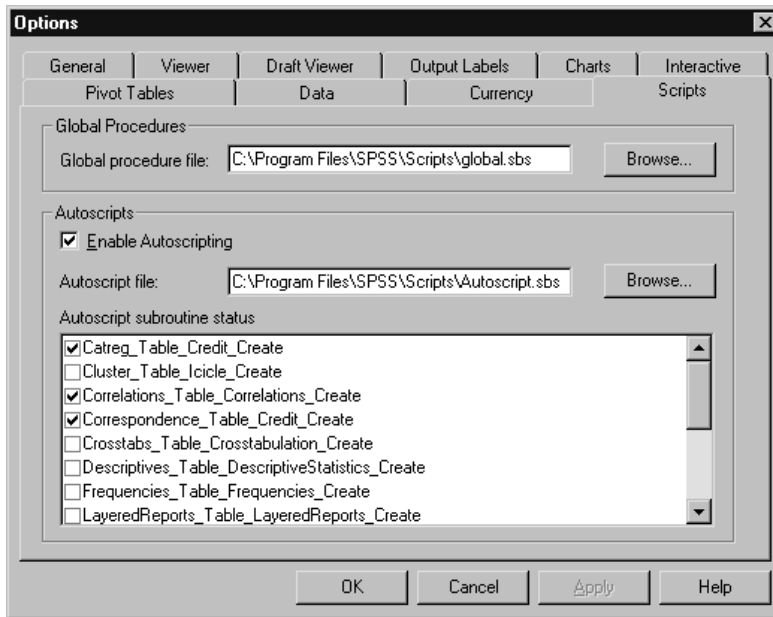 Options
General Viewer Draft Viewer Output Labels Charts Interactive
Pivot Tables Data Currency Scripts
Global Procedures
Global procedure file: C:\Program Files\SPSS\Scripts\global.sbs Browse...
Autoscripts
Enable Autoscripting
Autoscript file: C:\Program Files\SPSS\Scripts\Autoscript.sbs Browse...
Autoscript subroutine status
Catreg_Table_Credit_Create
Cluster_Table_Icicle_Create
Correlations_Table_Correlations_Create
Correspondence_Table_Credit_Create
Crosstabs_Table_Crosstabulation_Create
Descriptives_Table_DescriptiveStatistics_Create
Frequencies_Table_Frequencies_Create
LayeredReports_Table_LayeredReports_Create
OK Cancel Apply Help